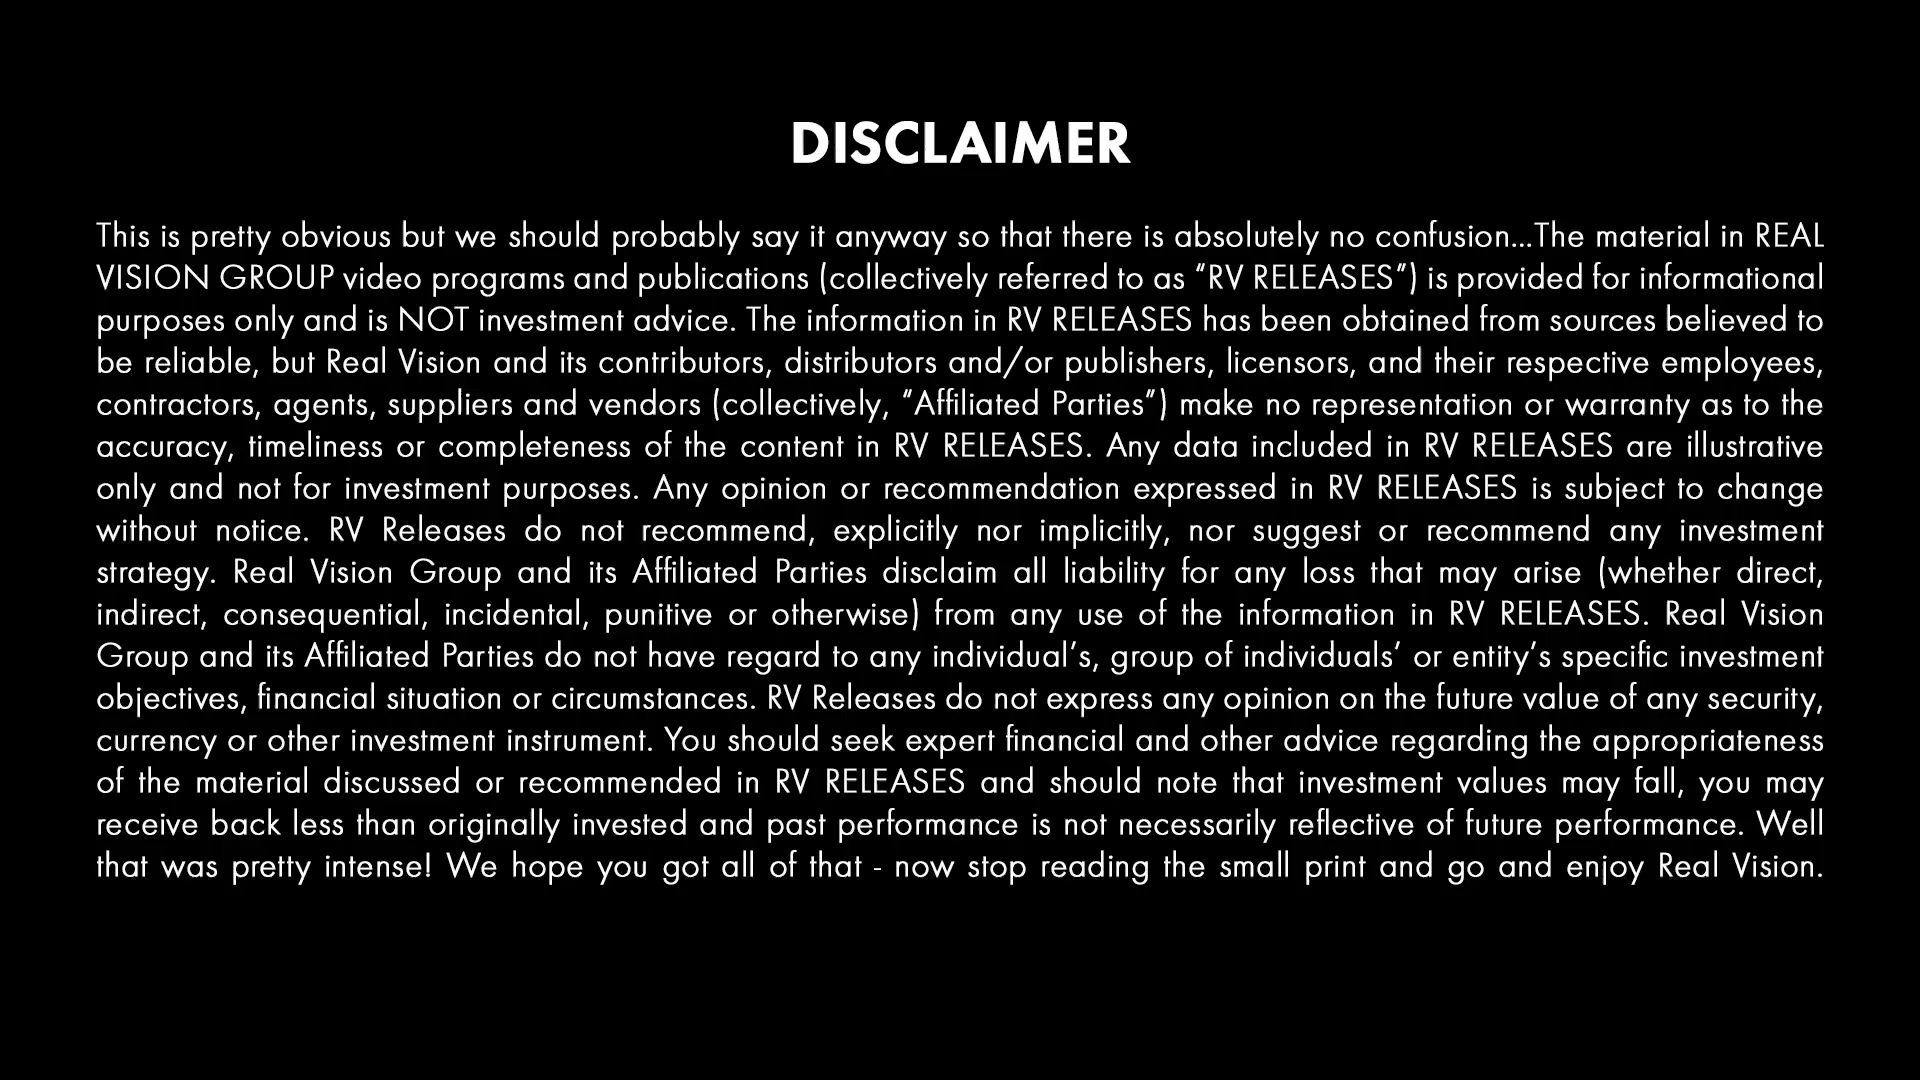 DISCLAIMER
This is pretty obvious but we should probably say it anyway so that there is absolutely no confusion...The material in REAL
VISION GROUP video programs and publications (collectively referred to as “RV RELEASES”) is provided for informational
purposes only and is NOT investment advice. The information in RV RELEASES has been obtained from sources believed to
be reliable, but Real Vision and its contributors, distributors and/or publishers, licensors, and their respective employees,
contractors, agents, suppliers and vendors (collectively, “Affiliated Parties”) make no representation or warranty as to the
accuracy, timeliness or completeness of the content in RV RELEASES. Any data included in RV RELEASES are illustrative
only and not for investment purposes. Any opinion or recommendation expressed in RV RELEASES is subject to change
without notice. RV Releases do not recommend, explicitly nor implicitly, nor suggest or recommend any investment
strategy. Real Vision Group and its Affiliated Parties disclaim all liability for any loss that may arise (whether direct,
indirect, consequential, incidental, punitive or otherwise) from any use of the information in RV RELEASES. Real Vision
Group and its Affiliated Parties do not have regard to any individual’s, group of individuals’ or entity’s specific investment
objectives, financial situation or circumstances. RV Releases do not express any opinion on the future value of any security,
currency or other investment instrument. You should seek expert financial and other advice regarding the appropriateness
of the material discussed or recommended in RV RELEASES and should note that investment values may fall, you may
receive back less than originally invested and past performance is not necessarily reflective of future performance. Well
that was pretty intense! We hope you got all of that - now stop reading the small print and go and enjoy Real Vision.